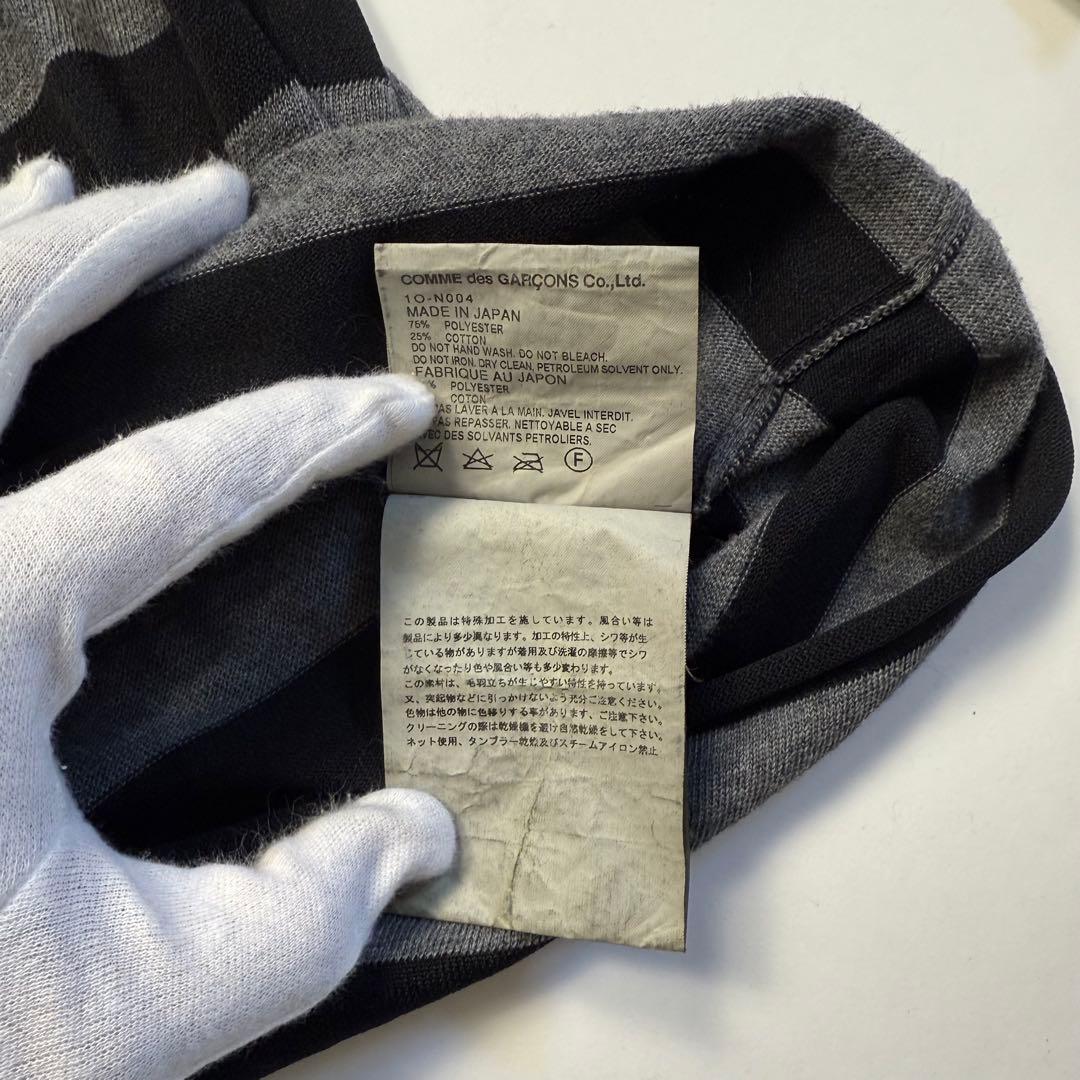 COMME des GARÇONS Co.,Ltd.
10-N004
MADE IN JAPAN
75% POLYESTER
25% COTTON
DO NOT HAND WASH. DO NOT BLEACH.
DO NOT IRON. DRY CLEAN. PETROLEUM SOLVENT ONLY.
FABRIQUE AU JAPON
% POLYESTER
COTON
PAS LAVER A LA MAIN. JAVEL INTERDIT.
PAS REPASSER. NETTOYABLE A SEC
AVEC DES SOLVANTS PETROLIERS.
F
この製品は特殊加工を施しています。風合い等は
製品により多少異なります。加工の特性上、シワ等が生
じている物がありますが着用及び洗濯の摩擦等でシワ
がなくなったり色や風合い等も多少変わります。
この素材は、毛羽立ちが生じやすい特性を持っています。
又、突起物などに引っかけないよう充分ご注意ください。
色物は他の物に色移りする事があります、ご注意下さい。
クリーニングの際は乾燥機を避け自然乾燥をして下さい。
ネット使用、タンブラー乾燥及びスチームアイロン禁止